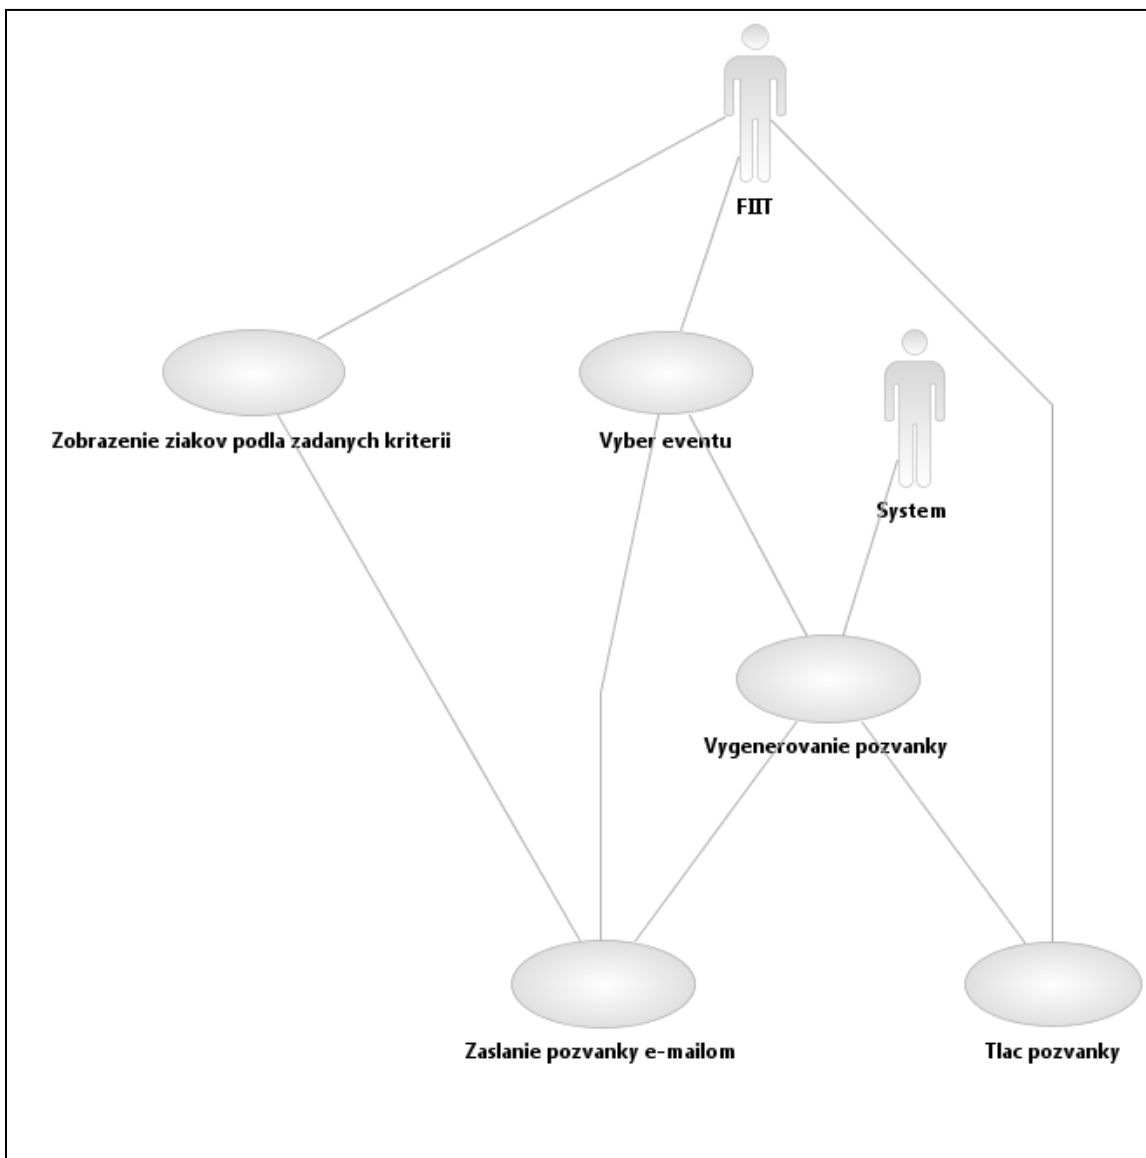 FIIT
Zobrazenie ziakov podla zadanych kriterii
Vyber eventu
System
Vygenerovanie pozvanky
Zaslanie pozvanky e-mailom
Tlac pozvanky